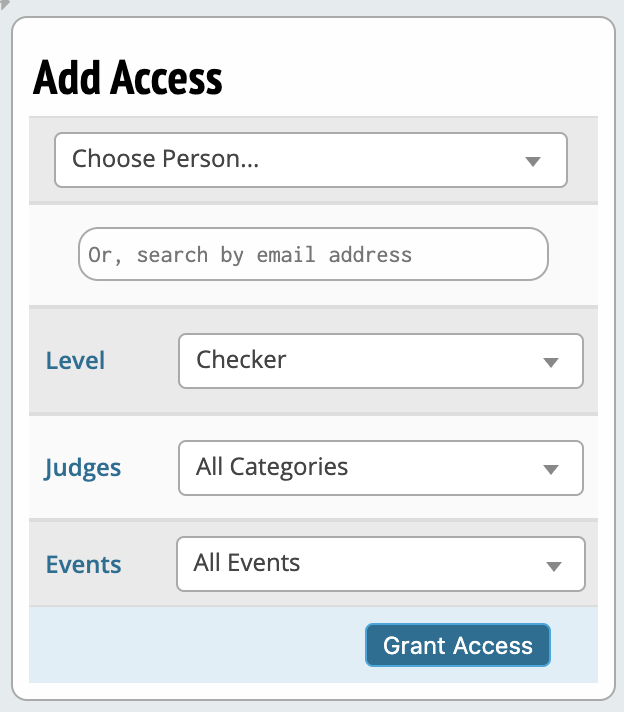 Add Access
Choose Person...
Or, search by email address
Level
Checker
Judges
All Categories
Events
All Events
Grant Access